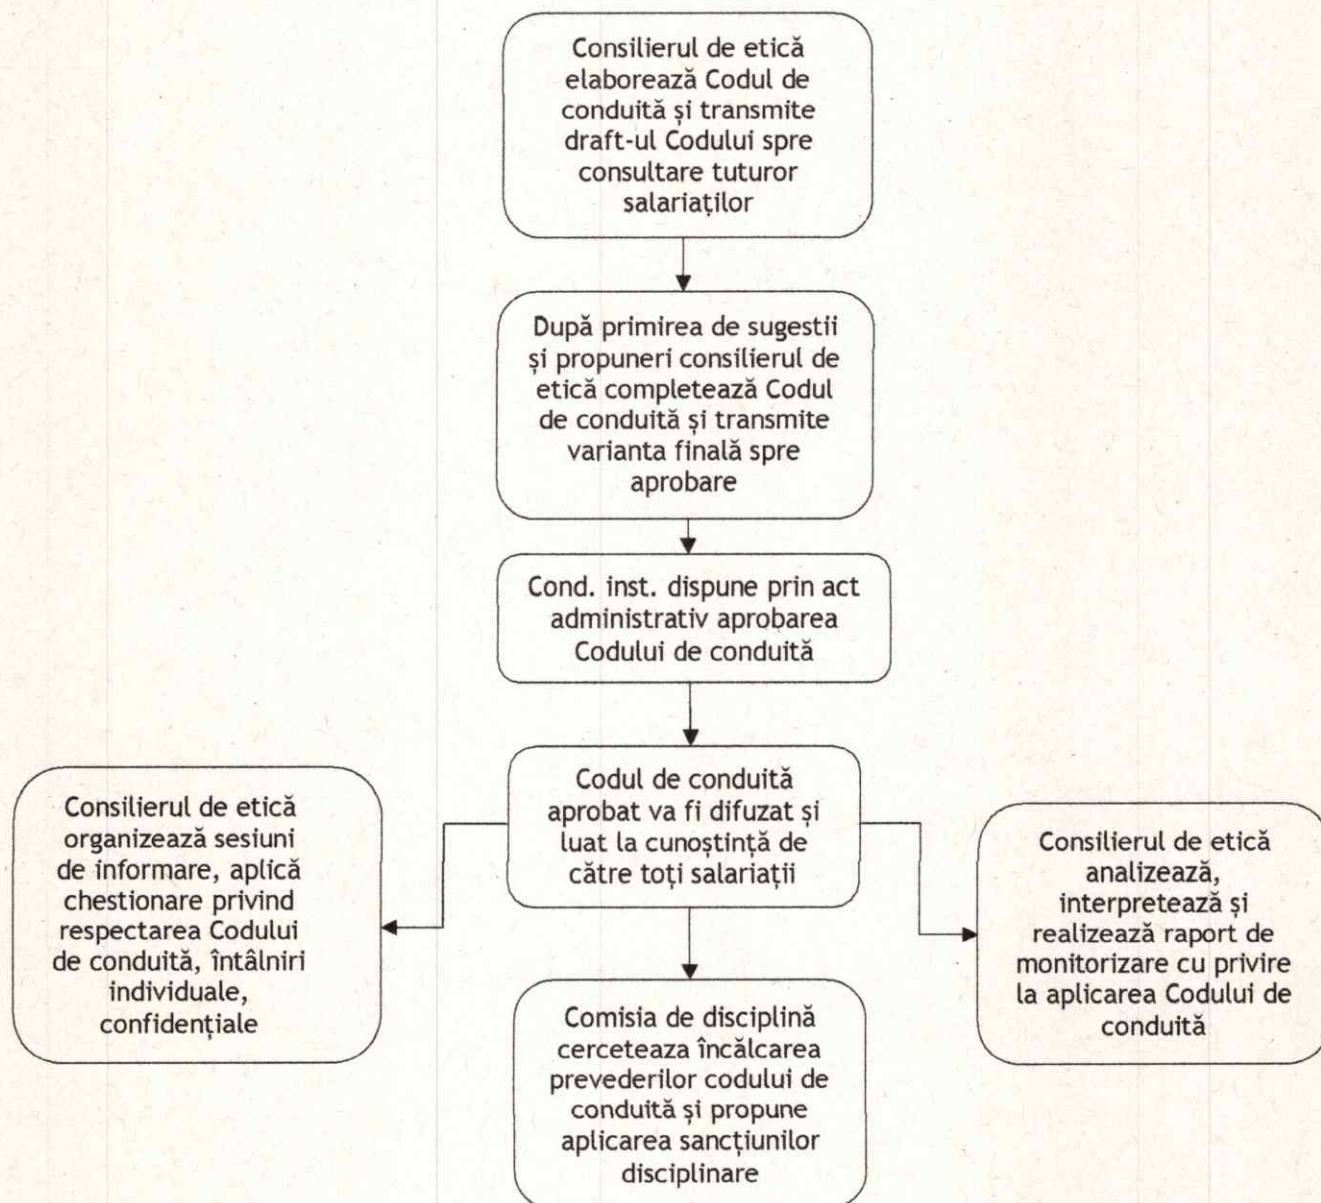 Consilierul de etică
elaborează Codul de
conduită și transmite
draft-ul Codului spre
consultare tuturor
salariaților
După primirea de sugestii
și propuneri consilierul de
etică completează Codul
de conduită și transmite
varianta finală spre
aprobare
Cond. inst. dispune prin act
administrativ aprobarea
Codului de conduită
Codul de conduită
aprobat va fi difuzat și
luat la cunoștință de
către toți salariații
Consilierul de etică
organizează sesiuni
de informare, aplică
chestionare privind
respectarea Codului
de conduită, întâlniri
individuale,
confidențiale
Consilierul de etică
analizează,
interpretează și
realizează raport de
monitorizare cu privire
la aplicarea Codului de
conduită
Comisia de disciplină
cerceteaza încălcarea
prevederilor codului de
conduită și propune
aplicarea sancțiunilor
disciplinare